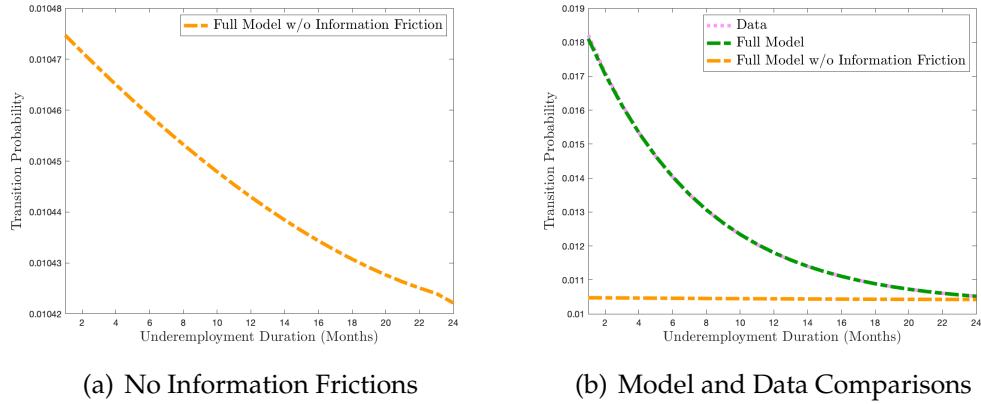 Full Model w/o Information Friction
Transition Probability
0.01048
0.01047
0.01046
0.01045
0.01044
0.01043
0.01042
2 4 6 8 10 12 14 16 18 20 22 24
Underemployment Duration (Months)
(a) No Information Frictions
Data
Full Model
Full Model w/o Information Friction
Transition Probability
0.019
0.018
0.017
0.016
0.015
0.014
0.013
0.012
0.011
0.01
2 4 6 8 10 12 14 16 18 20 22 24
Underemployment Duration (Months)
(b) Model and Data Comparisons